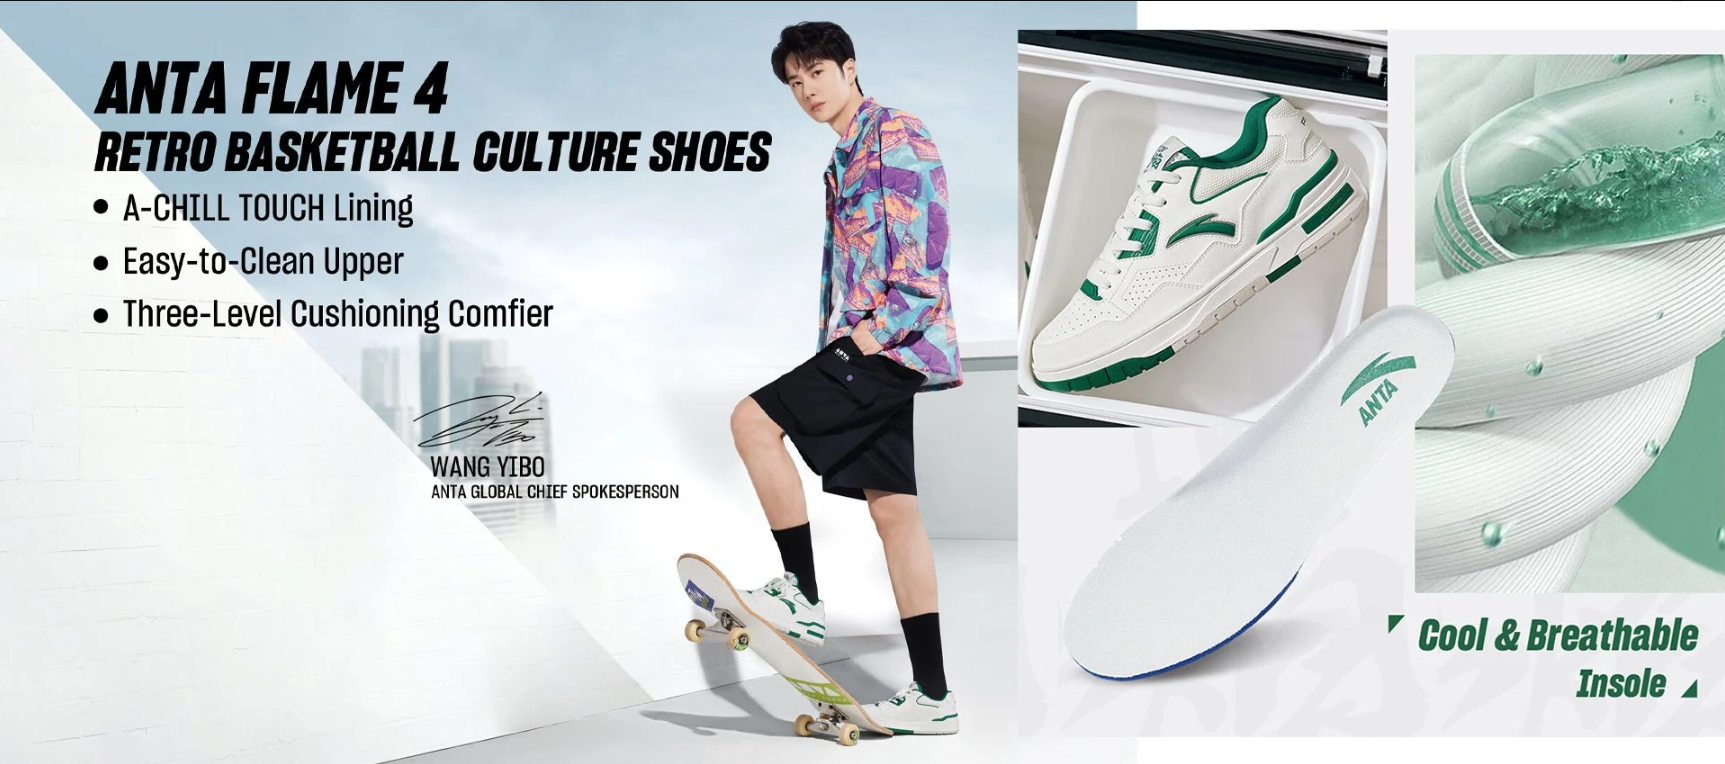 ANTA FLAME 4
RETRO BASKETBALL CULTURE SHOES
A-CHILL TOUCH Lining
Easy-to-Clean Upper
Three-Level Cushioning Comfier
WANG YIBO
ANTA GLOBAL CHIEF SPOKESPERSON
ANTA
ANTA
Cool & Breathable
Insole